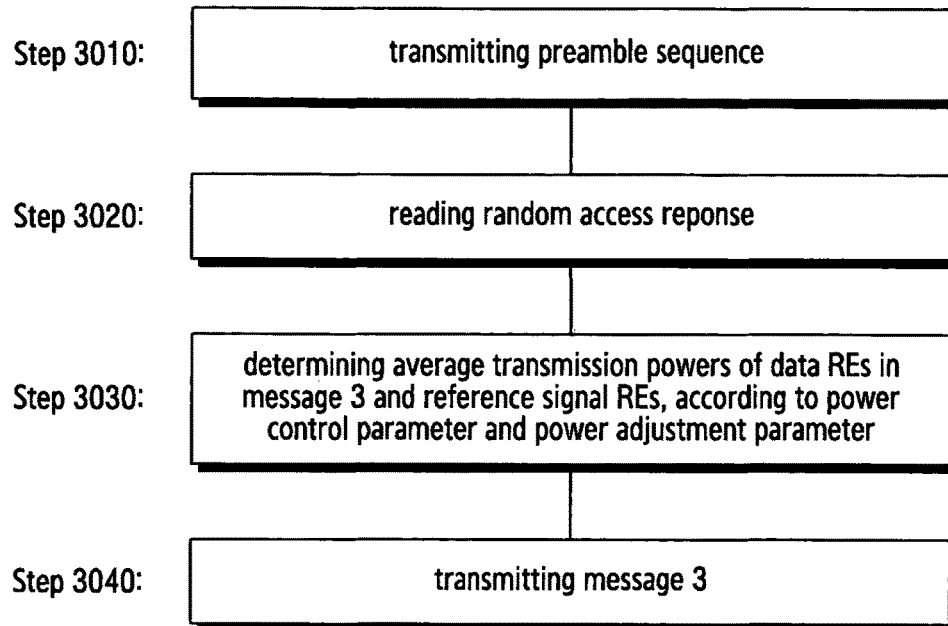 Step 3010:
transmitting preamble sequence
Step 3020:
reading random access reponse
Step 3030:
determining average transmission powers of data REs in
message 3 and reference signal REs, according to power
control parameter and power adjustment parameter
Step 3040:
transmitting message 3